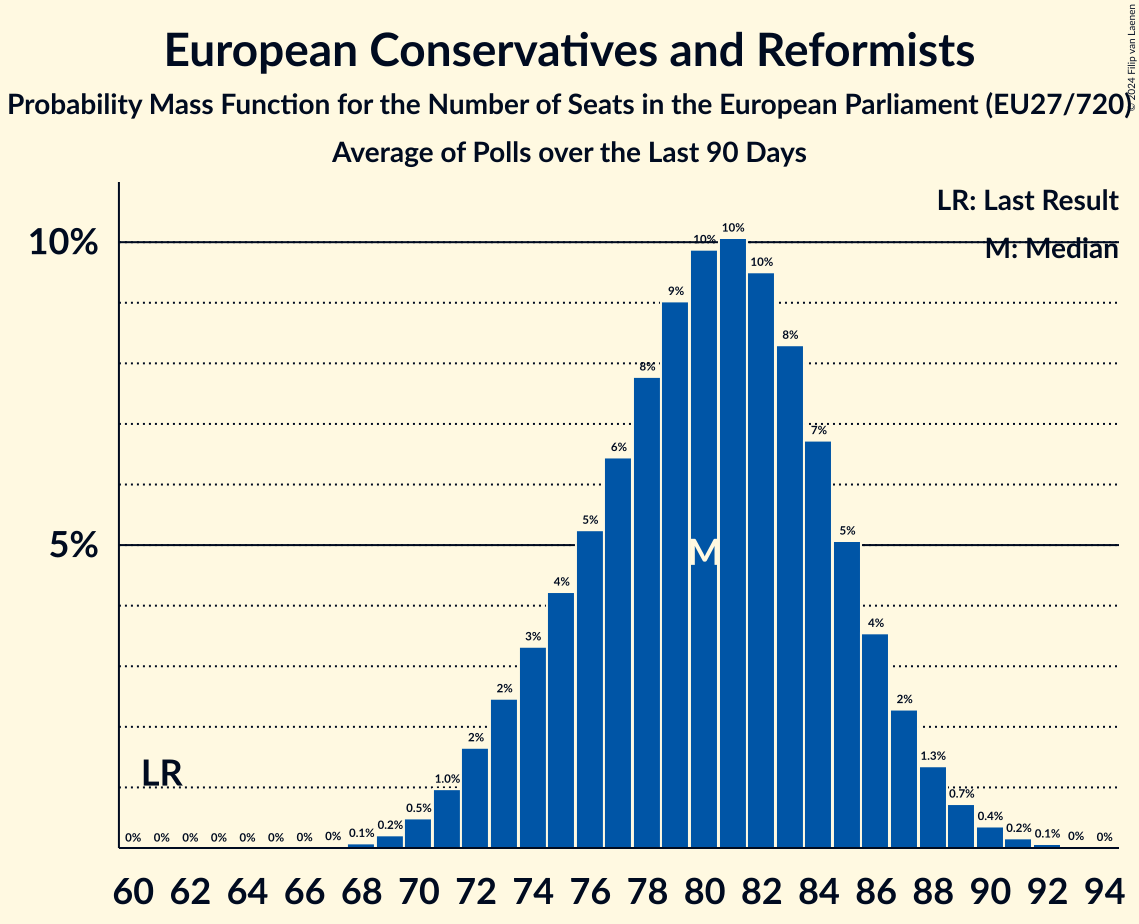 © 2024 Filip van Laenen
European Conservatives and Reformists
Probability Mass Function for the Number of Seats in the European Parliament (EU27/720)
Average of Polls over the Last 90 Days
LR: Last Result
M: Median
10%
5%
0% 0% 0% 0% 0% 0% 0% 0% 0.1% 0.2% 0.5% 1.0% 2% 2% 3% 4% 5% 6% 8% 9% 10% 10% 10% 8% 7% 5% 4% 2% 1.3% 0.7% 0.4% 0.2% 0.1% 0% 0%
M
LR
60 62 64 66 68 70 72 74 76 78 80 82 84 86 88 90 92 94